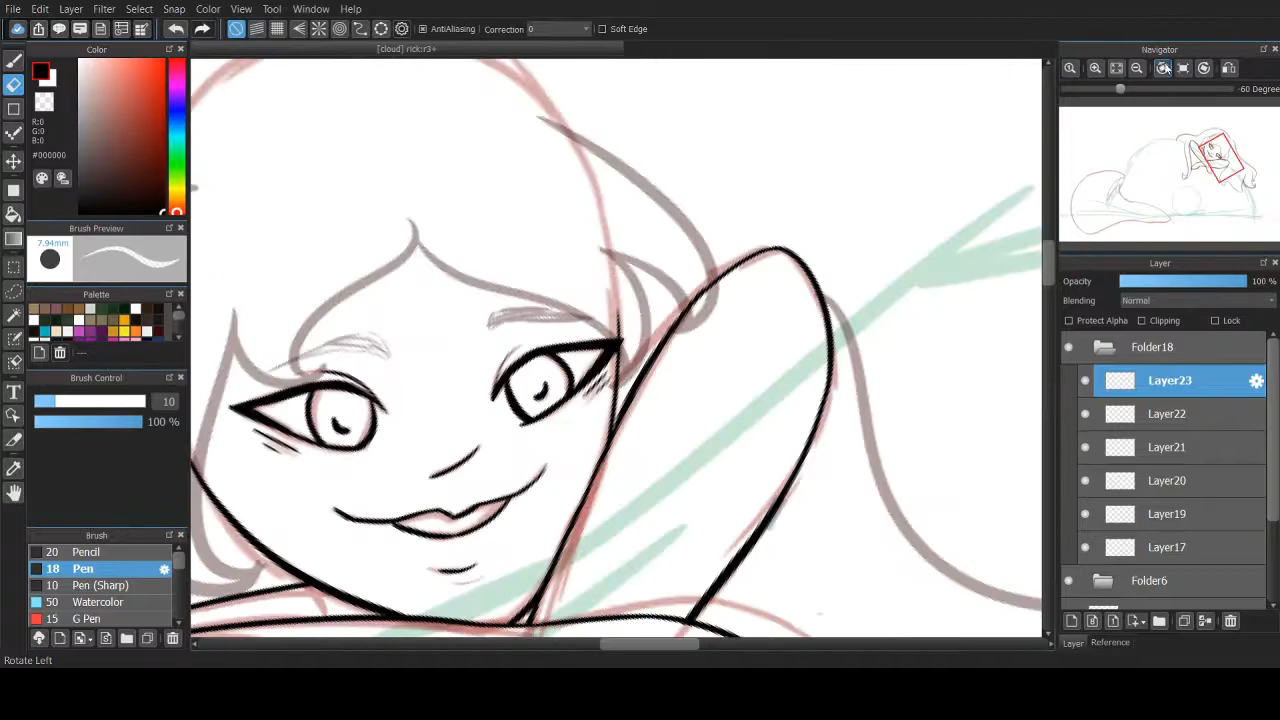 File Edit Layer Filter Select Snap Color View Tool Window Help
AntiAliasing Correction 0 Soft Edge
Color
[cloud] rick:r3+
Navigator
-60 Degree
R:0
G:0
B:0
#000000
Brush Preview
7.94mm
Palette
---
Brush Control
10
100 %
Brush
20 Pencil
18 Pen
10 Pen (Sharp)
50 Watercolor
15 G Pen
Layer
Opacity 100 %
Blending Normal
Protect Alpha Clipping Lock
Folder18
Layer23
Layer22
Layer21
Layer20
Layer19
Layer17
Folder6
Layer Reference
Rotate Left